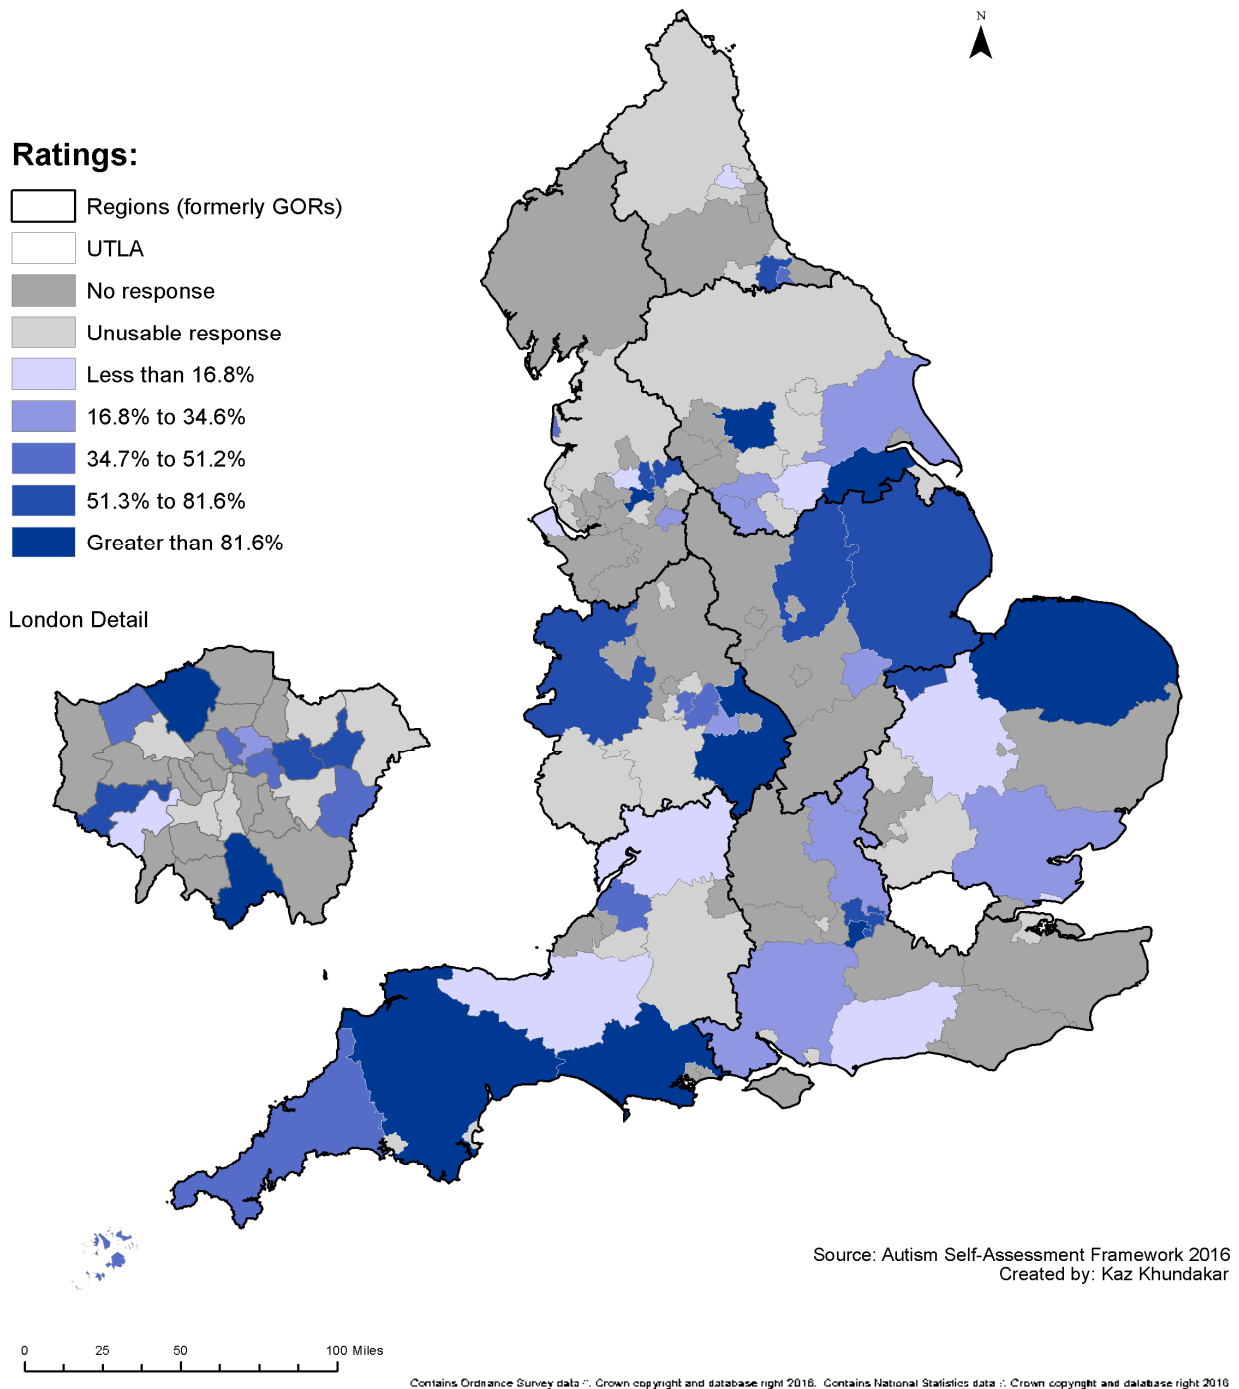 N
Ratings:
Regions (formerly GORs)
UTLA
No response
Unusable response
Less than 16.8%
16.8% to 34.6%
34.7% to 51.2%
51.3% to 81.6%
Greater than 81.6%
London Detail
Source: Autism Self-Assessment Framework 2016
Created by: Kaz Khundakar
0 25 50 100 Miles
Contains Ordnance Survey data : Crown copyright and database right 2016. Contains National Statistics data : Crown copyright and database right 2016